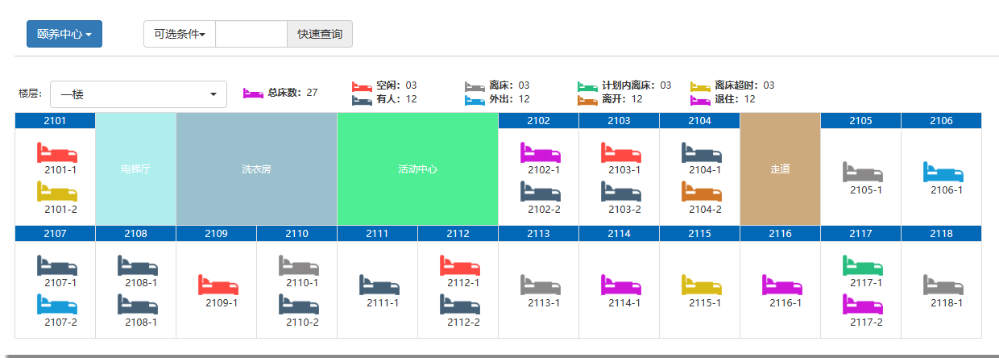 颐养中心
可选条件 快速查询
楼层: 一楼 总床数: 27 空闲: 03 离床: 03 计划内离床: 03 离床超时: 03
有人: 12 外出: 12 离开: 12 退住: 12
2101 2102 2103 2104 2105 2106
电梯厅 洗衣房 活动中心 走道
2101-1 2102-1 2103-1 2104-1
2105-1 2106-1
2101-2 2102-2 2103-2 2104-2
2107 2108 2109 2110 2111 2112 2113 2114 2115 2116 2117 2118
2107-1 2108-1 2110-1 2112-1 2117-1
2109-1 2111-1 2113-1 2114-1 2115-1 2116-1 2118-1
2107-2 2108-1 2110-2 2112-2 2117-2